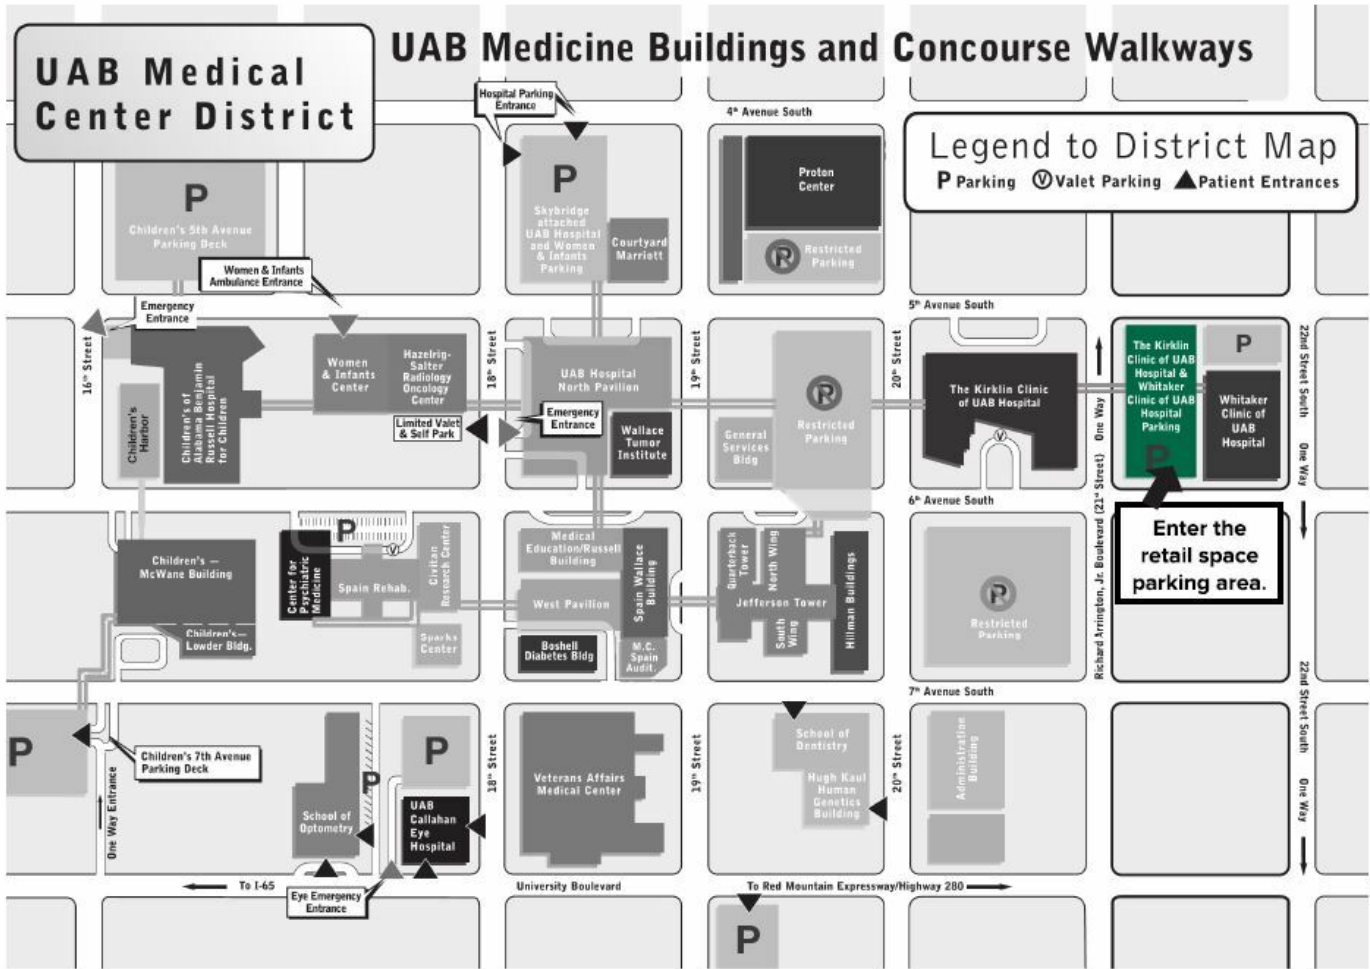 UAB Medical
Center District
UAB Medicine Buildings and Concourse Walkways
Legend to District Map
P Parking
V Valet Parking
Patient Entrances
Hospital Parking
Entrance
4th Avenue South
P
Children's 5th Avenue
Parking Deck
P
Skybridge
attached
UAB Hospital
and Women
& Infants
Parking
Courtyard
Marriott
Proton
Center
R
Restricted
Parking
Women & Infants
Ambulance Entrance
Emergency
Entrance
5th Avenue South
16th Street
Children's
Harbor
Children's of
Alabama Benjamin
Russell Hospital
for Children
Women
& Infants
Center
Hazelrig-
Salter
Radiology
Oncology
Center
Limited Valet
& Self Park
18th Street
UAB Hospital
North Pavilion
Emergency
Entrance
Wallace
Tumor
Institute
19th Street
General
Services
Bldg
R
Restricted
Parking
20th Street
The Kirklin Clinic
of UAB Hospital
V
One Way
Richard Arrington, Jr. Boulevard (21st Street)
The Kirklin
Clinic of UAB
Hospital &
Whitaker
Clinic of UAB
Hospital
Parking
P
P
Whitaker
Clinic of
UAB
Hospital
22nd Street South
One Way
6th Avenue South
Enter the
retail space
parking area.
Children's —
McWane Building
Children's—
Lowder Bldg.
P
V
Center for
Psychiatric
Medicine
Spain Rehab.
Civitan
Research Center
Sparks
Center
Medical
Education/Russell
Building
West Pavilion
Spain Wallace
Building
Boshell
Diabetes Bldg
M.C.
Spain
Audit.
Quarterback
Tower
North Wing
Jefferson Tower
South
Wing
Hillman Buildings
R
Restricted
Parking
7th Avenue South
22nd Street South
One Way
P
Children's 7th Avenue
Parking Deck
One Way Entrance
School of
Optometry
P
P
UAB
Callahan
Eye
Hospital
18th Street
Veterans Affairs
Medical Center
19th Street
School of
Dentistry
Hugh Kaul
Human
Genetics
Building
20th Street
Administration
Building
To I-65
Eye Emergency
Entrance
University Boulevard
To Red Mountain Expressway/Highway 280
P